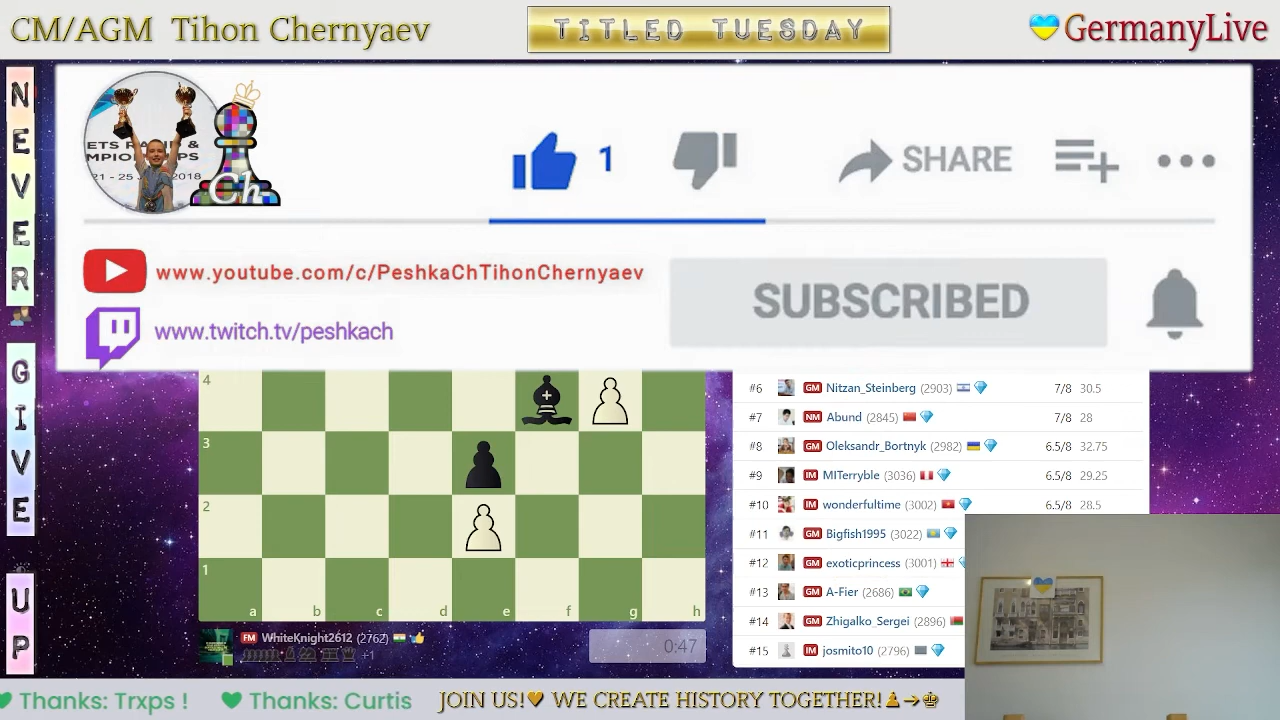 CM/AGM Tihon Chernyaev
TITLED TUESDAY
GermanyLive
NEVER
GIVE
UP
Ch
1
SHARE
www.youtube.com/c/PeshkaChTihonChernyaev
www.twitch.tv/peshkach
SUBSCRIBED
4
3
2
1
a b c d e f g h
FM WhiteKnight2612 (2762)
+1
0:47
#6 GM Nitzan_Steinberg (2903) 7/8 30.5
#7 NM Abund (2845) 7/8 28
#8 GM Oleksandr_Bortnyk (2982) 6.5/8 32.75
#9 IM MITerryble (3036) 6.5/8 29.25
#10 IM wonderfultime (3002) 6.5/8 28.5
#11 GM Bigfish1995 (3022)
#12 GM exoticprincess (3001)
#13 GM A-Fier (2686)
#14 GM Zhigalko_Sergei (2896)
#15 IM josmito10 (2796)
Thanks: Trxps ! Thanks: Curtis JOIN US! WE CREATE HISTORY TOGETHER!